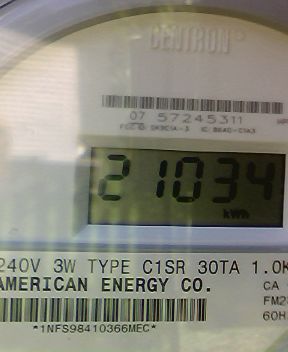 CENTRON
07 57245311
21034
kWh
240V 3W TYPE C1SR 30TA 1.0K
AMERICAN ENERGY CO. CA
FM2
*1NFS98410366MEC* 60H